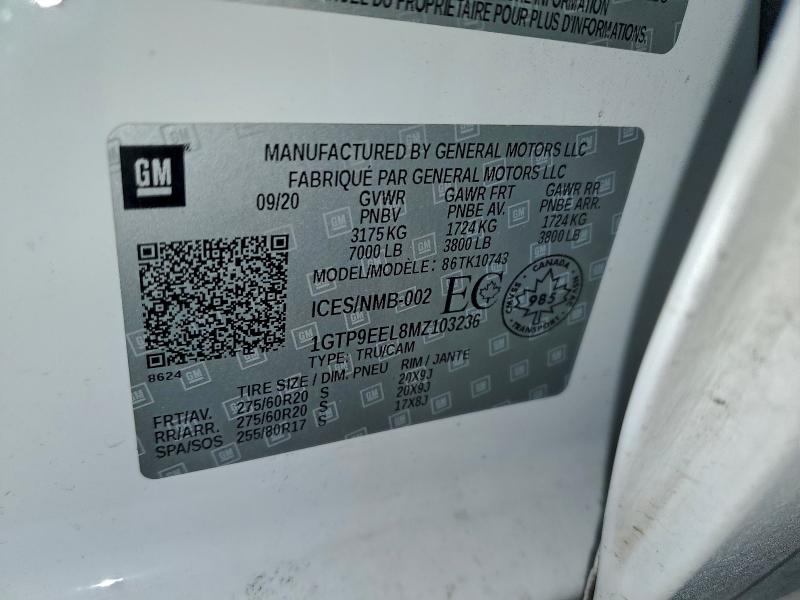 DU PROPRIÉTAIRE POUR PLUS D'INFORMATIONS.
GM
MANUFACTURED BY GENERAL MOTORS LLC
FABRIQUÉ PAR GENERAL MOTORS LLC
09/20 GVWR GAWR FRT GAWR RR
PNBV PNBE AV. PNBE ARR.
3175 KG 1724 KG 1724 KG
7000 LB 3800 LB 3800 LB
MODEL/MODÈLE: 86TK10743
ICES/NMB-002 EC
CANADA
985
TRANSPORT
1GTP9EEL8MZ103236
TYPE: TRU/CAM
8624
TIRE SIZE / DIM. PNEU RIM / JANTE
FRT/AV. 275/60R20 S 20X9J
RR/ARR. 275/60R20 S 20X9J
SPA/SOS 255/80R17 S 17X8J